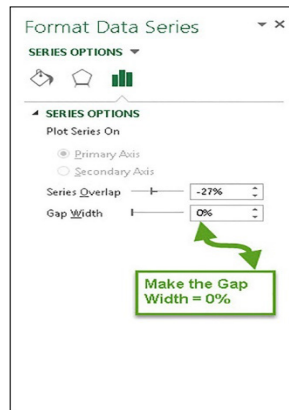 Format Data Series
SERIES OPTIONS
SERIES OPTIONS
Plot Series On
Primary Axis
Secondary Axis
Series Overlap -27%
Gap Width 0%
Make the Gap
Width = 0%